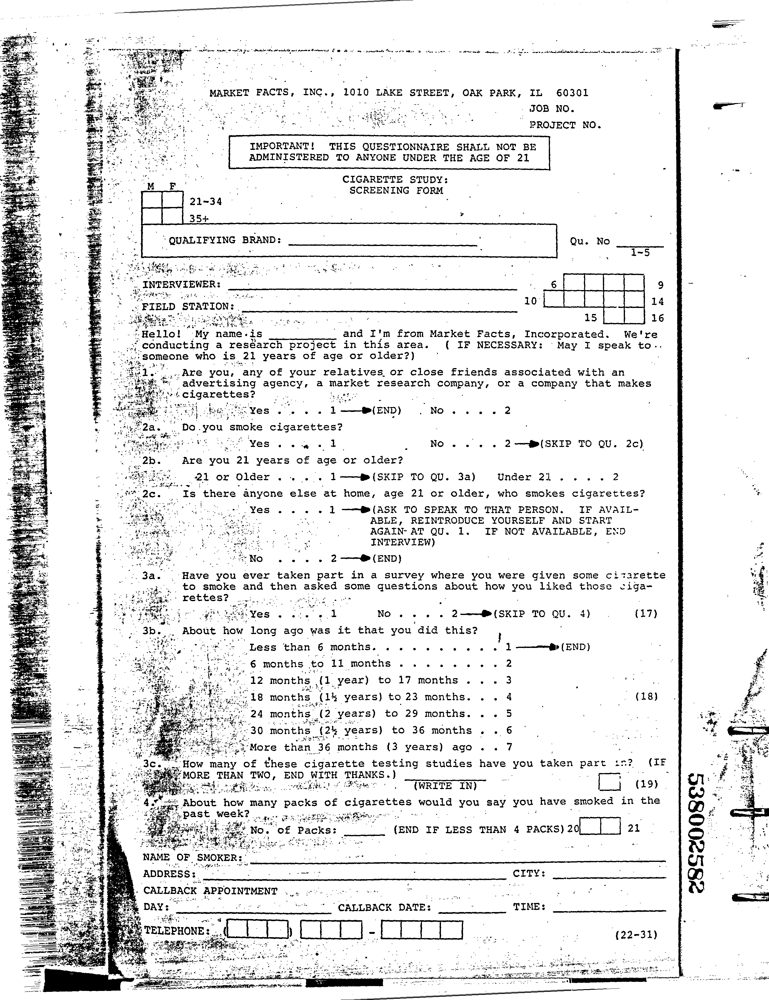 MARKET FACTS, INC., 1010 LAKE STREET, OAK PARK, IL 60301
JOB NO.
PROJECT NO.
IMPORTANT! THIS QUESTIONNAIRE SHALL NOT BE
ADMINISTERED TO ANYONE UNDER THE AGE OF 21
CIGARETTE STUDY:
SCREENING FORM
M F
21-34
35+
QUALIFYING BRAND: ____ Qu. No ____
1-5
INTERVIEWER: ____ 6 9
FIELD STATION: ____ 10 14
15 16
Hello! My name is ____ and I'm from Market Facts, Incorporated. We're
conducting a research project in this area. ( IF NECESSARY: May I speak to
someone who is 21 years of age or older?)
1. Are you, any of your relatives or close friends associated with an
advertising agency, a market research company, or a company that makes
cigarettes?
Yes . . . . 1 (END) No . . . . 2
2a. Do you smoke cigarettes?
Yes . . . . 1 No . . . . 2 (SKIP TO QU. 2c)
2b. Are you 21 years of age or older?
21 or Older . . . . 1 (SKIP TO QU. 3a) Under 21 . . . . 2
2c. Is there anyone else at home, age 21 or older, who smokes cigarettes?
Yes . . . . 1 (ASK TO SPEAK TO THAT PERSON. IF AVAIL-
ABLE, REINTRODUCE YOURSELF AND START
AGAIN AT QU. 1. IF NOT AVAILABLE, END
INTERVIEW)
No . . . . 2 (END)
3a. Have you ever taken part in a survey where you were given some cigarette
to smoke and then asked some questions about how you liked those ciga-
rettes?
Yes . . . . 1 No . . . . 2 (SKIP TO QU. 4) (17)
3b. About how long ago was it that you did this?
Less than 6 months. . . . . . . . . 1 (END)
6 months to 11 months . . . . . . . 2
12 months (1 year) to 17 months . . . 3
18 months (1½ years) to 23 months. . . 4 (18)
24 months (2 years) to 29 months. . . 5
30 months (2½ years) to 36 months . . 6
More than 36 months (3 years) ago . . 7
3c. How many of these cigarette testing studies have you taken part in? (IF
MORE THAN TWO, END WITH THANKS.) ____
(WRITE IN) (19)
4. About how many packs of cigarettes would you say you have smoked in the
past week?
No. of Packs: ____ (END IF LESS THAN 4 PACKS) 20 21
NAME OF SMOKER: ____
ADDRESS: ____ CITY: ____
CALLBACK APPOINTMENT
DAY: ____ CALLBACK DATE: ____ TIME: ____
TELEPHONE: ( ) - (22-31)
538002582